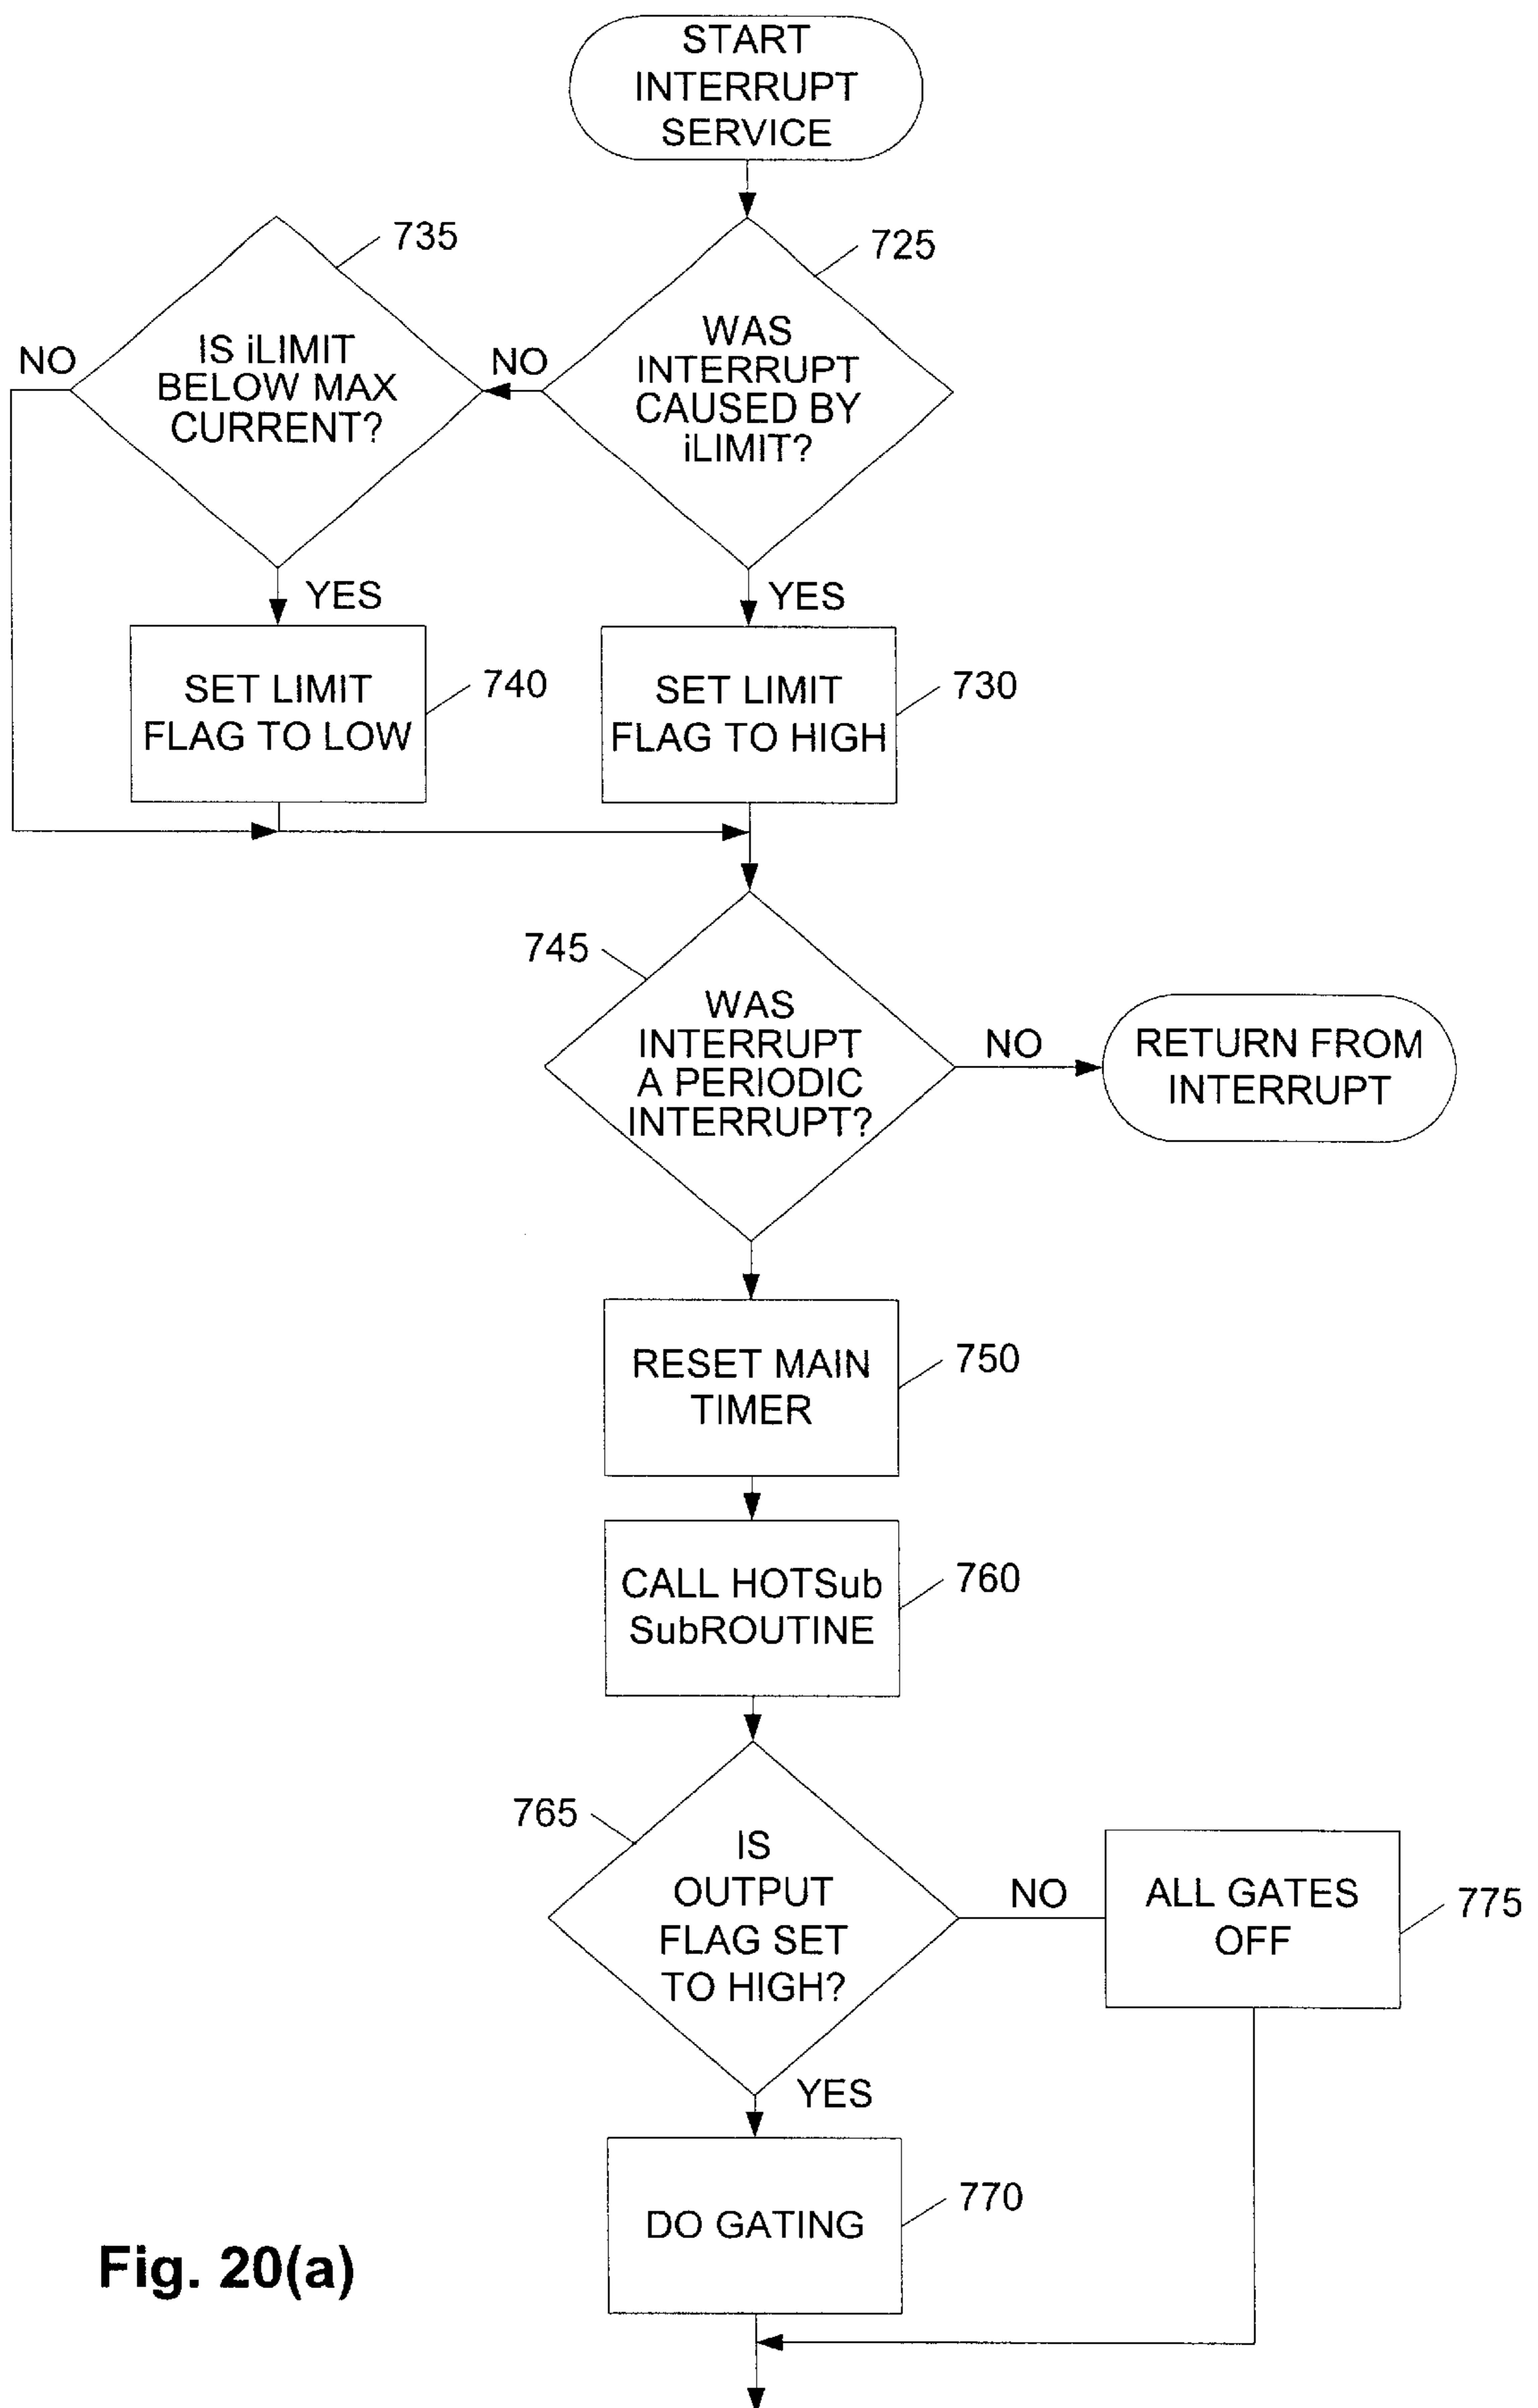 START
INTERRUPT
SERVICE
735
725
IS iLIMIT
BELOW MAX
CURRENT?
NO
NO
WAS
INTERRUPT
CAUSED BY
iLIMIT?
YES
YES
SET LIMIT
FLAG TO LOW
740
SET LIMIT
FLAG TO HIGH
730
745
WAS
INTERRUPT
A PERIODIC
INTERRUPT?
NO
RETURN FROM
INTERRUPT
RESET MAIN
TIMER
750
CALL HOTSub
SubROUTINE
760
765
IS
OUTPUT
FLAG SET
TO HIGH?
NO
ALL GATES
OFF
775
YES
DO GATING
770
Fig. 20(a)